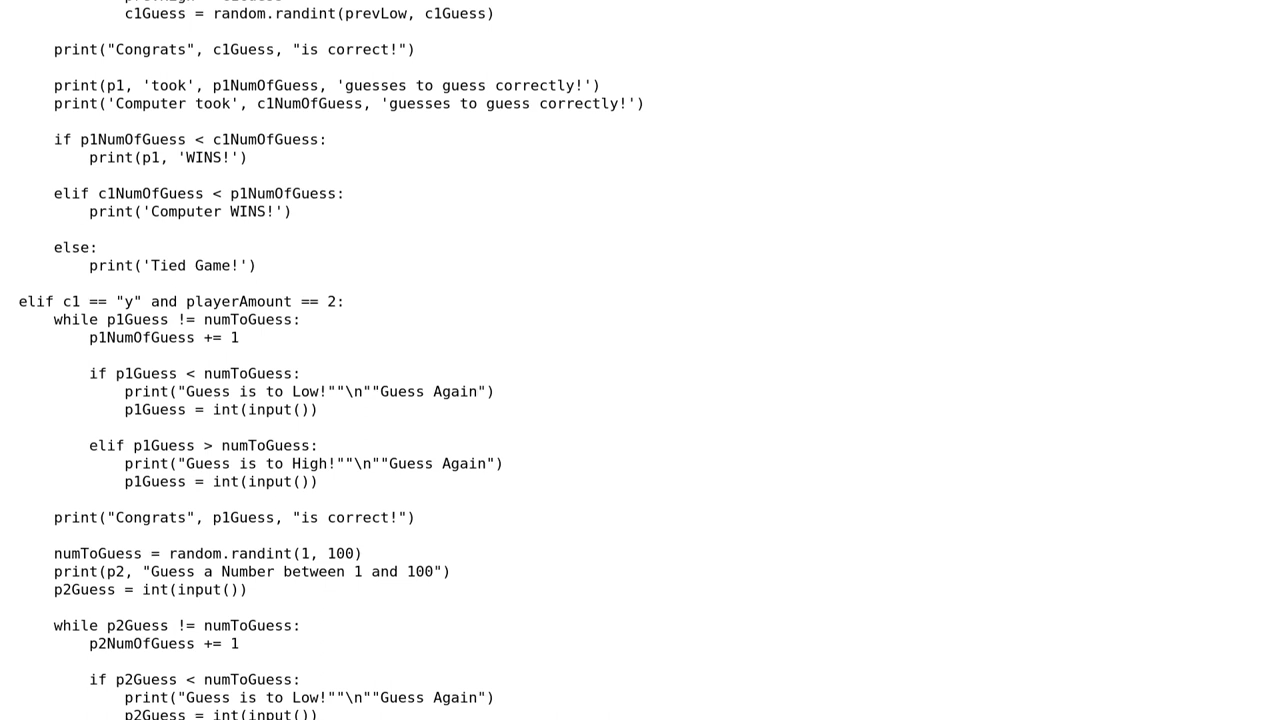 c1Guess = random.randint(prevLow, c1Guess)
print("Congrats", c1Guess, "is correct!")
print(p1, 'took', p1NumOfGuess, 'guesses to guess correctly!')
print('Computer took', c1NumOfGuess, 'guesses to guess correctly!')
if p1NumOfGuess < c1NumOfGuess:
print(p1, 'WINS!')
elif c1NumOfGuess < p1NumOfGuess:
print('Computer WINS!')
else:
print('Tied Game!')
elif c1 == "y" and playerAmount == 2:
while p1Guess != numToGuess:
p1NumOfGuess += 1
if p1Guess < numToGuess:
print("Guess is to Low!""\n""Guess Again")
p1Guess = int(input())
elif p1Guess > numToGuess:
print("Guess is to High!""\n""Guess Again")
p1Guess = int(input())
print("Congrats", p1Guess, "is correct!")
numToGuess = random.randint(1, 100)
print(p2, "Guess a Number between 1 and 100")
p2Guess = int(input())
while p2Guess != numToGuess:
p2NumOfGuess += 1
if p2Guess < numToGuess:
print("Guess is to Low!""\n""Guess Again")
p2Guess = int(input())